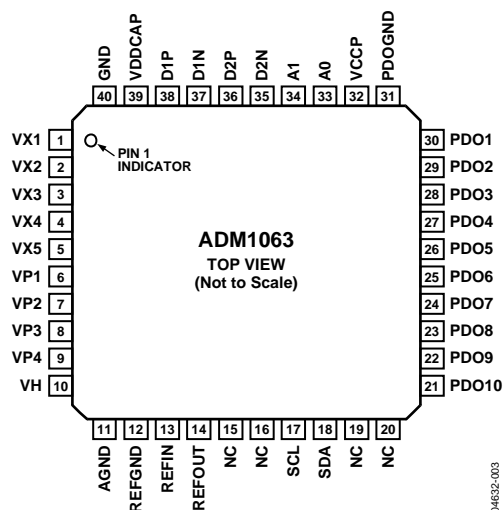 GND
VDDCAP
D1P
D1N
D2P
D2N
A1
A0
VCCP
PDOGND
40
39
38
37
36
35
34
33
32
31
VX1 1
VX2 2
VX3 3
VX4 4
VX5 5
VP1 6
VP2 7
VP3 8
VP4 9
VH 10
PIN 1
INDICATOR
ADM1063
TOP VIEW
(Not to Scale)
30 PDO1
29 PDO2
28 PDO3
27 PDO4
26 PDO5
25 PDO6
24 PDO7
23 PDO8
22 PDO9
21 PDO10
11
12
13
14
15
16
17
18
19
20
AGND
REFGND
REFIN
REFOUT
NC
NC
SCL
SDA
NC
NC
04632-003